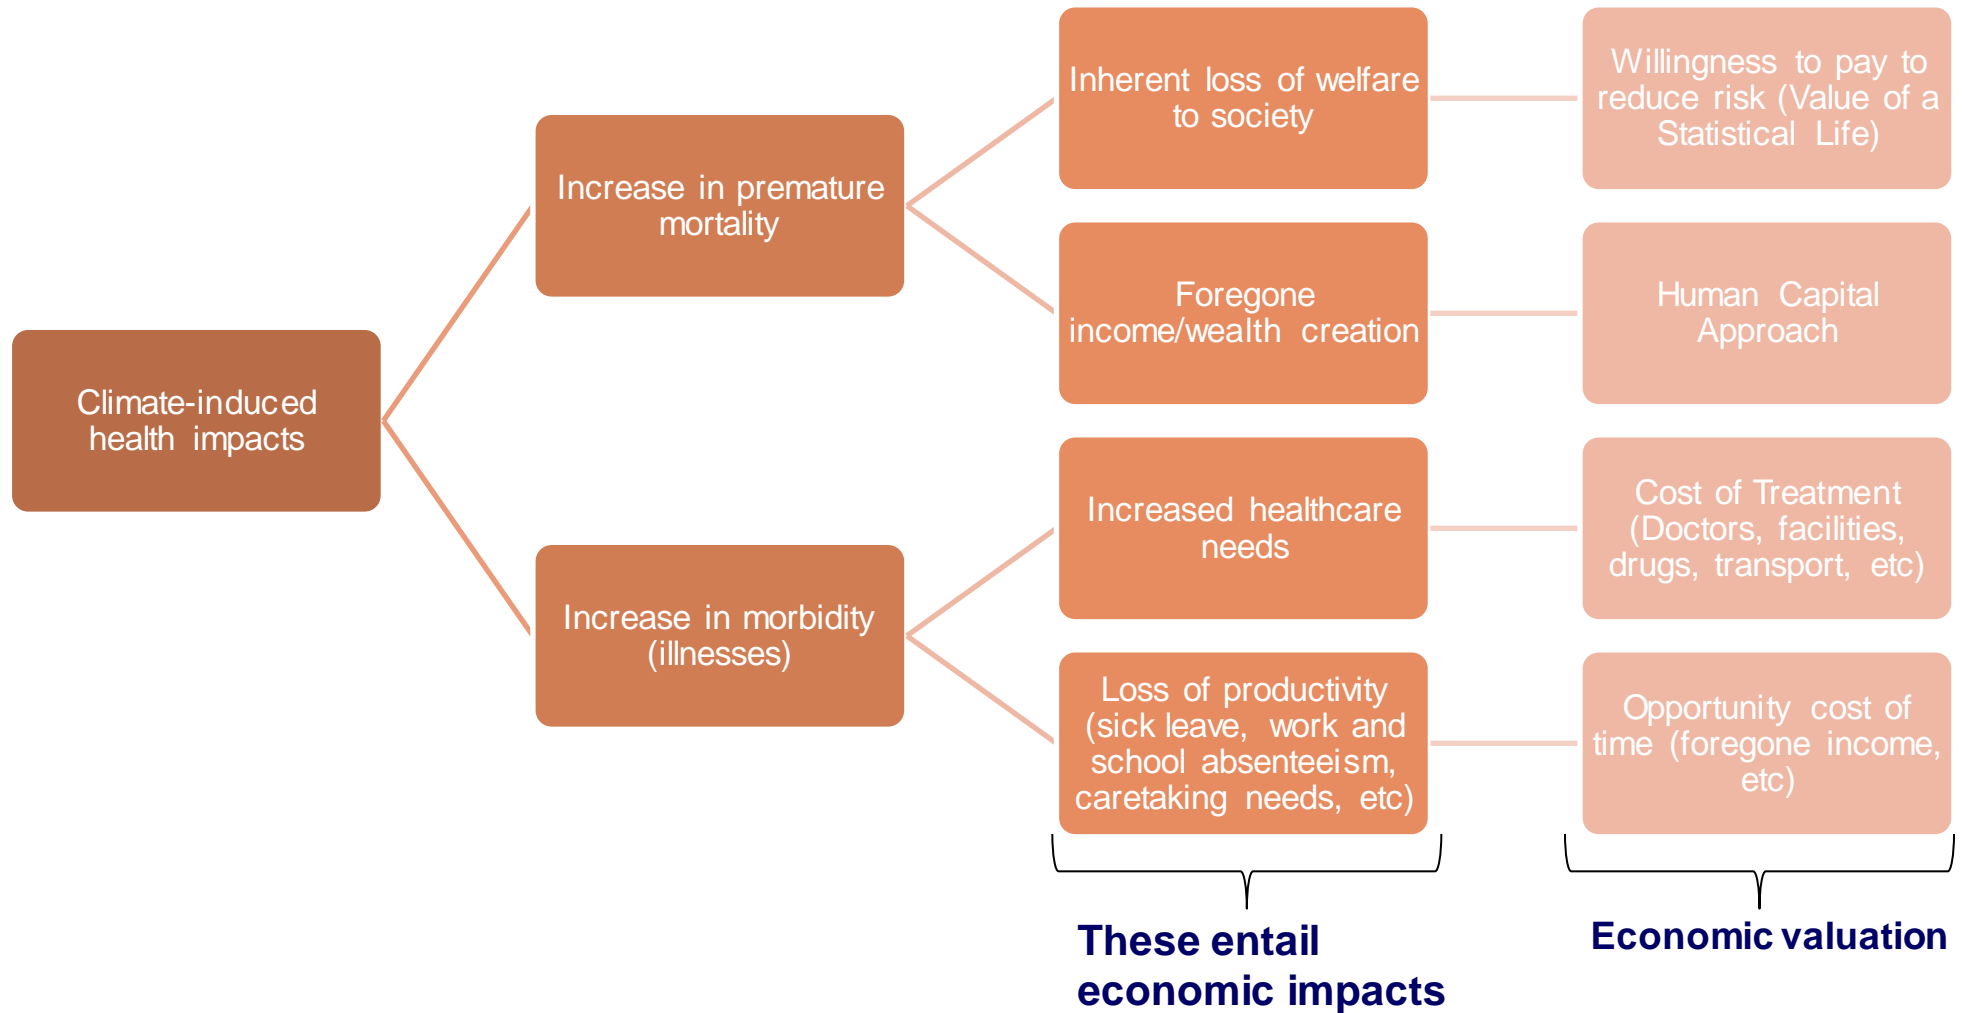 Climate-induced
health impacts
Increase in premature
mortality
Increase in morbidity
(illnesses)
Inherent loss of welfare
to society
Foregone
income/wealth creation
Increased healthcare
needs
Loss of productivity
(sick leave, work and
school absenteeism,
caretaking needs, etc)
Willingness to pay to
reduce risk (Value of a
Statistical Life)
Human Capital
Approach
Cost of Treatment
(Doctors, facilities,
drugs, transport, etc)
Opportunity cost of
time (foregone income,
etc)
These entail
economic impacts
Economic valuation